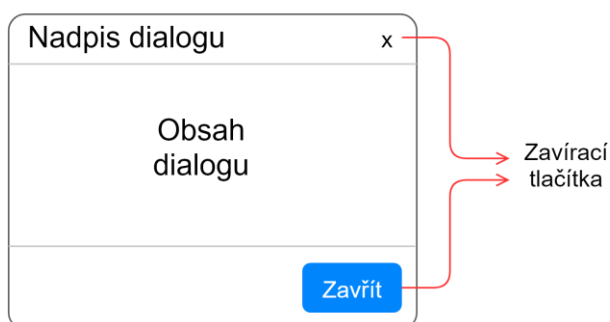 Nadpis dialogu
x
Obsah
dialogu
Zavírací
tlačítka
Zavřít